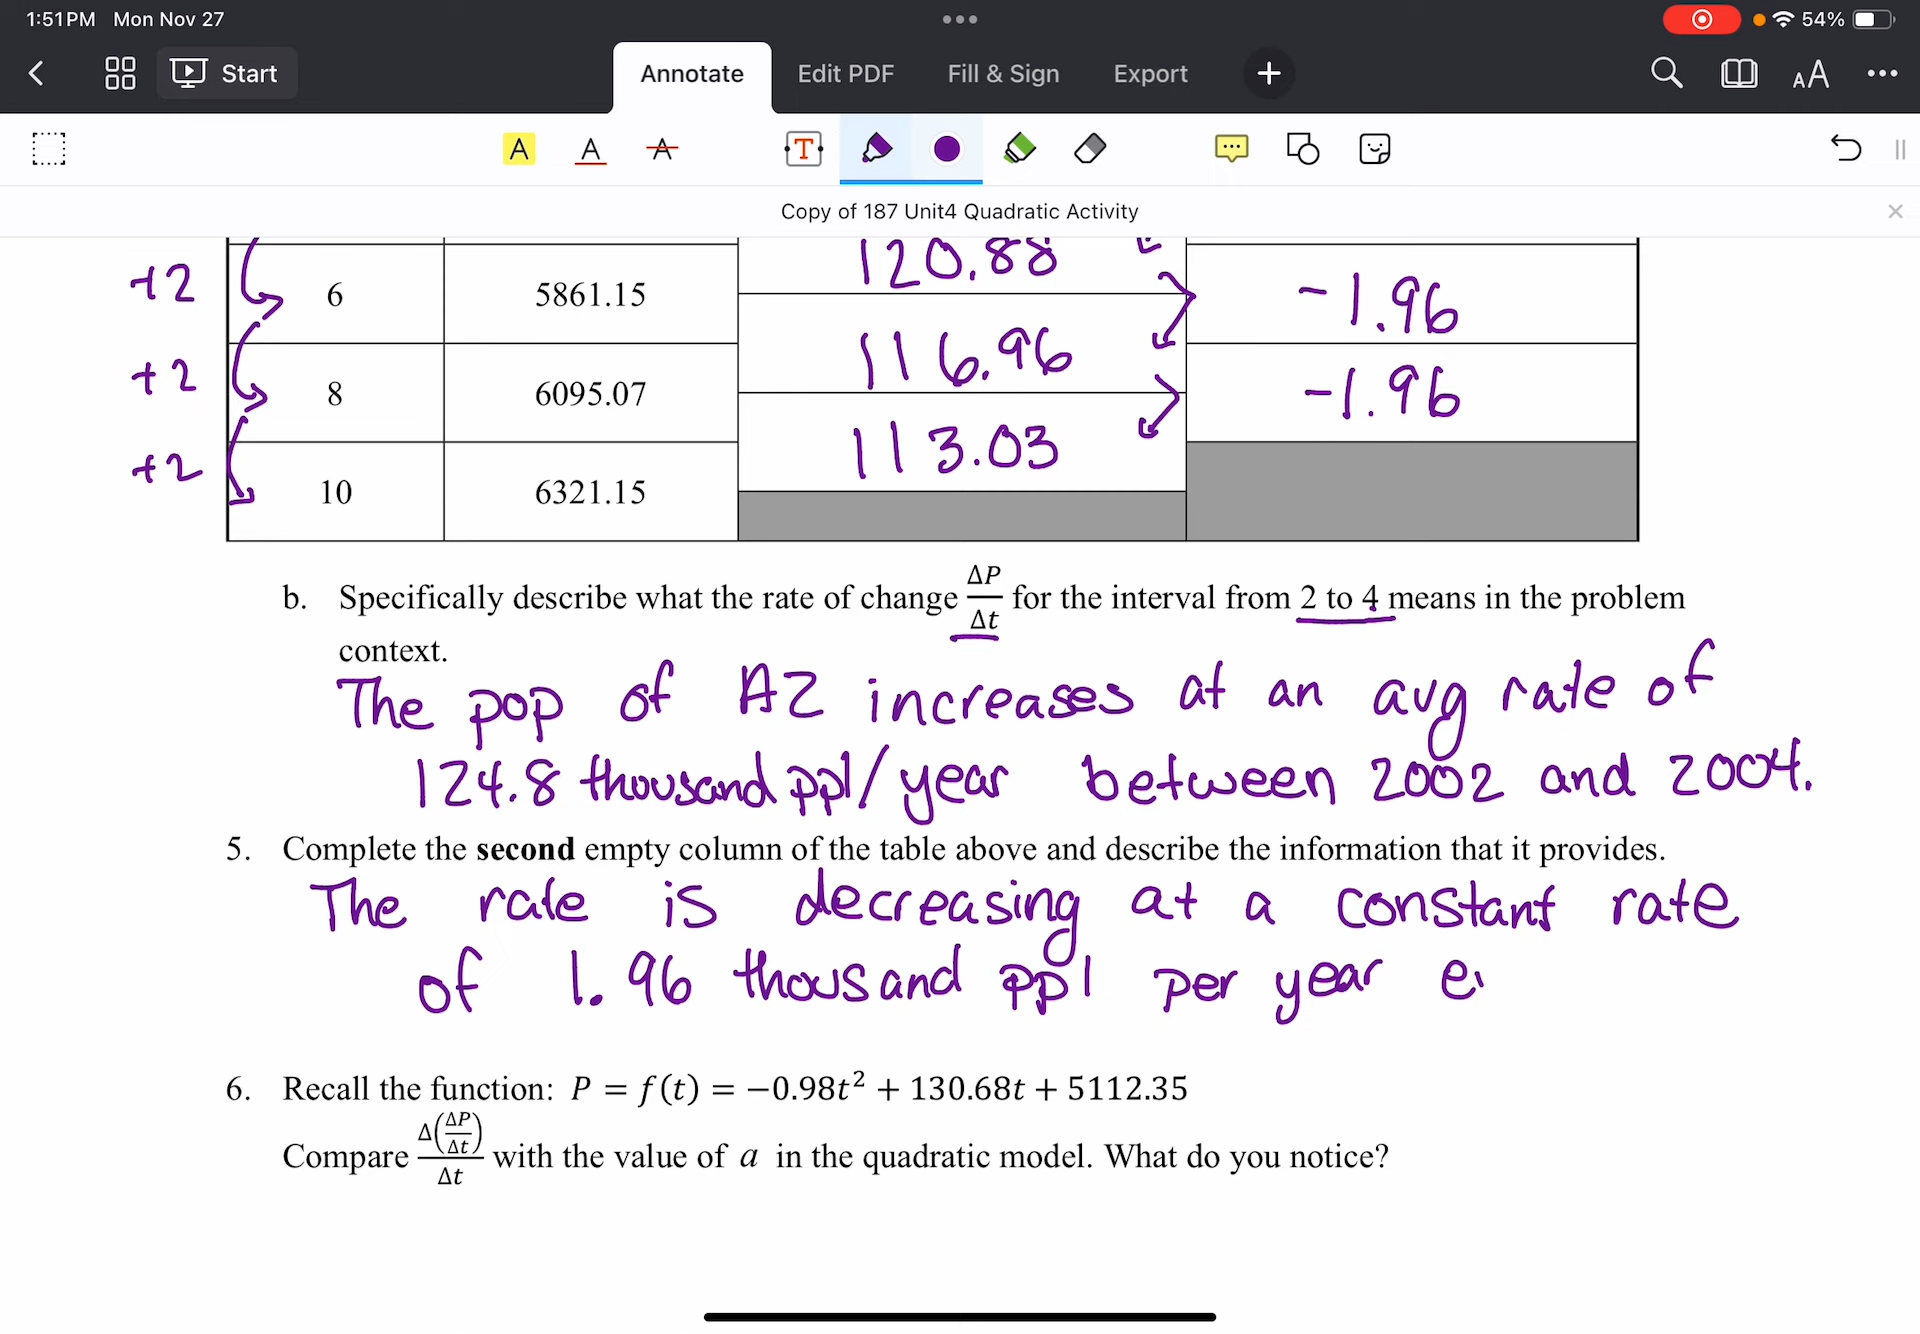 1:51PM Mon Nov 27
54%
Start
Annotate
Edit PDF
Fill & Sign
Export
Copy of 187 Unit4 Quadratic Activity
120.88
+2 6 5861.15 -1.96
116.96
+2 8 6095.07 -1.96
113.03
+2 10 6321.15
b. Specifically describe what the rate of change ΔP/Δt for the interval from 2 to 4 means in the problem
context.
The pop of AZ increases at an avg rate of
124.8 thousand ppl/year between 2002 and 2004.
5. Complete the second empty column of the table above and describe the information that it provides.
The rate is decreasing at a constant rate
of 1.96 thousand ppl per year
6. Recall the function: P = f(t) = −0.98t² + 130.68t + 5112.35
Compare Δ(ΔP/Δt)/Δt with the value of a in the quadratic model. What do you notice?